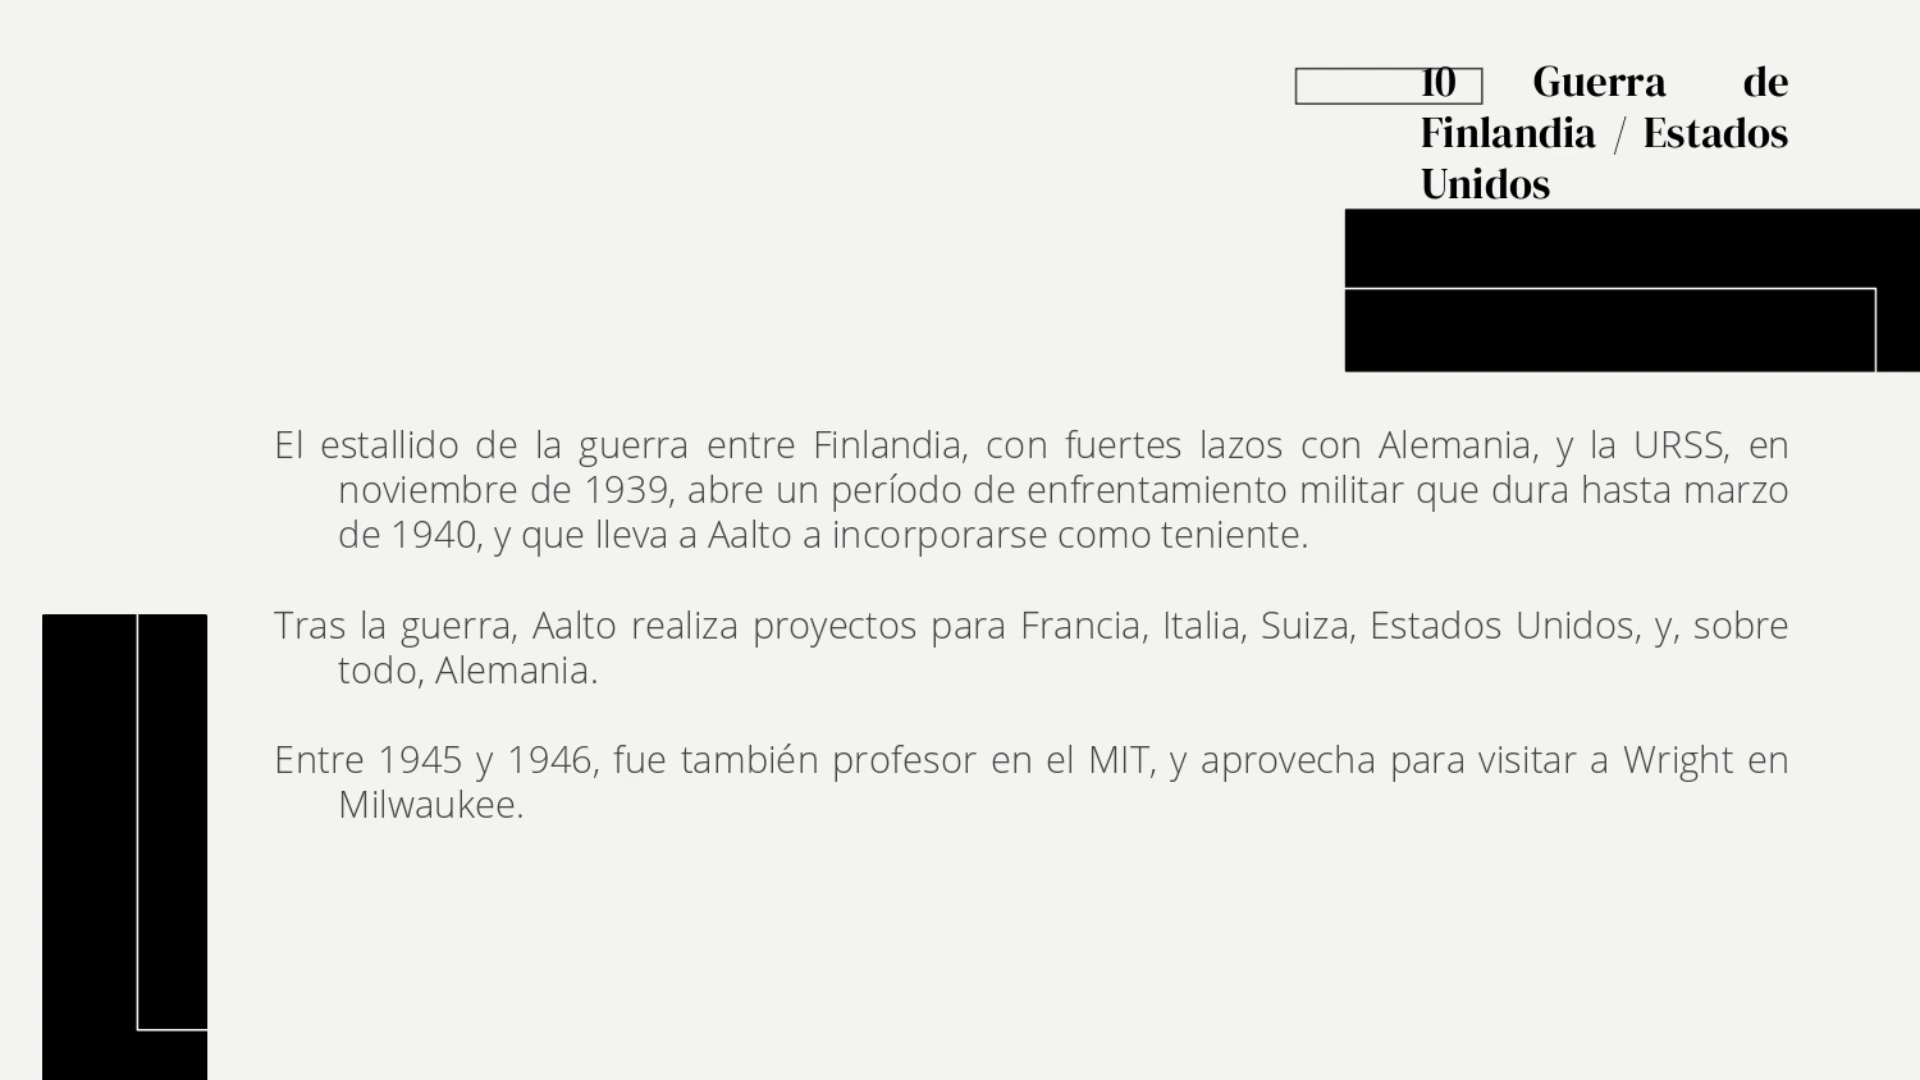 10 Guerra de
Finlandia / Estados
Unidos
El estallido de la guerra entre Finlandia, con fuertes lazos con Alemania, y la URSS, en
noviembre de 1939, abre un período de enfrentamiento militar que dura hasta marzo
de 1940, y que lleva a Aalto a incorporarse como teniente.
Tras la guerra, Aalto realiza proyectos para Francia, Italia, Suiza, Estados Unidos, y, sobre
todo, Alemania.
Entre 1945 y 1946, fue también profesor en el MIT, y aprovecha para visitar a Wright en
Milwaukee.